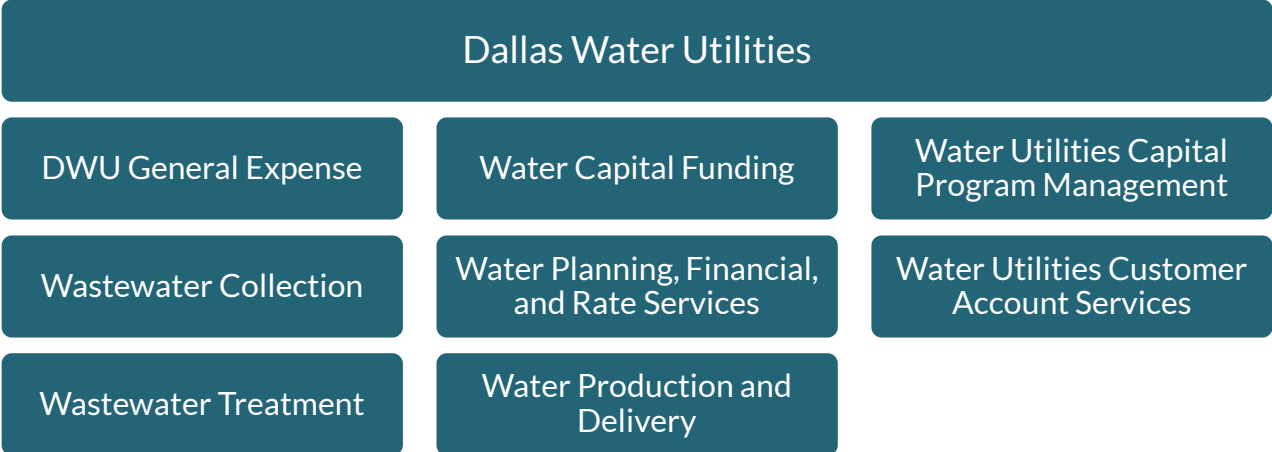 Dallas Water Utilities
DWU General Expense
Water Capital Funding
Water Utilities Capital
Program Management
Wastewater Collection
Water Planning, Financial,
and Rate Services
Water Utilities Customer
Account Services
Wastewater Treatment
Water Production and
Delivery